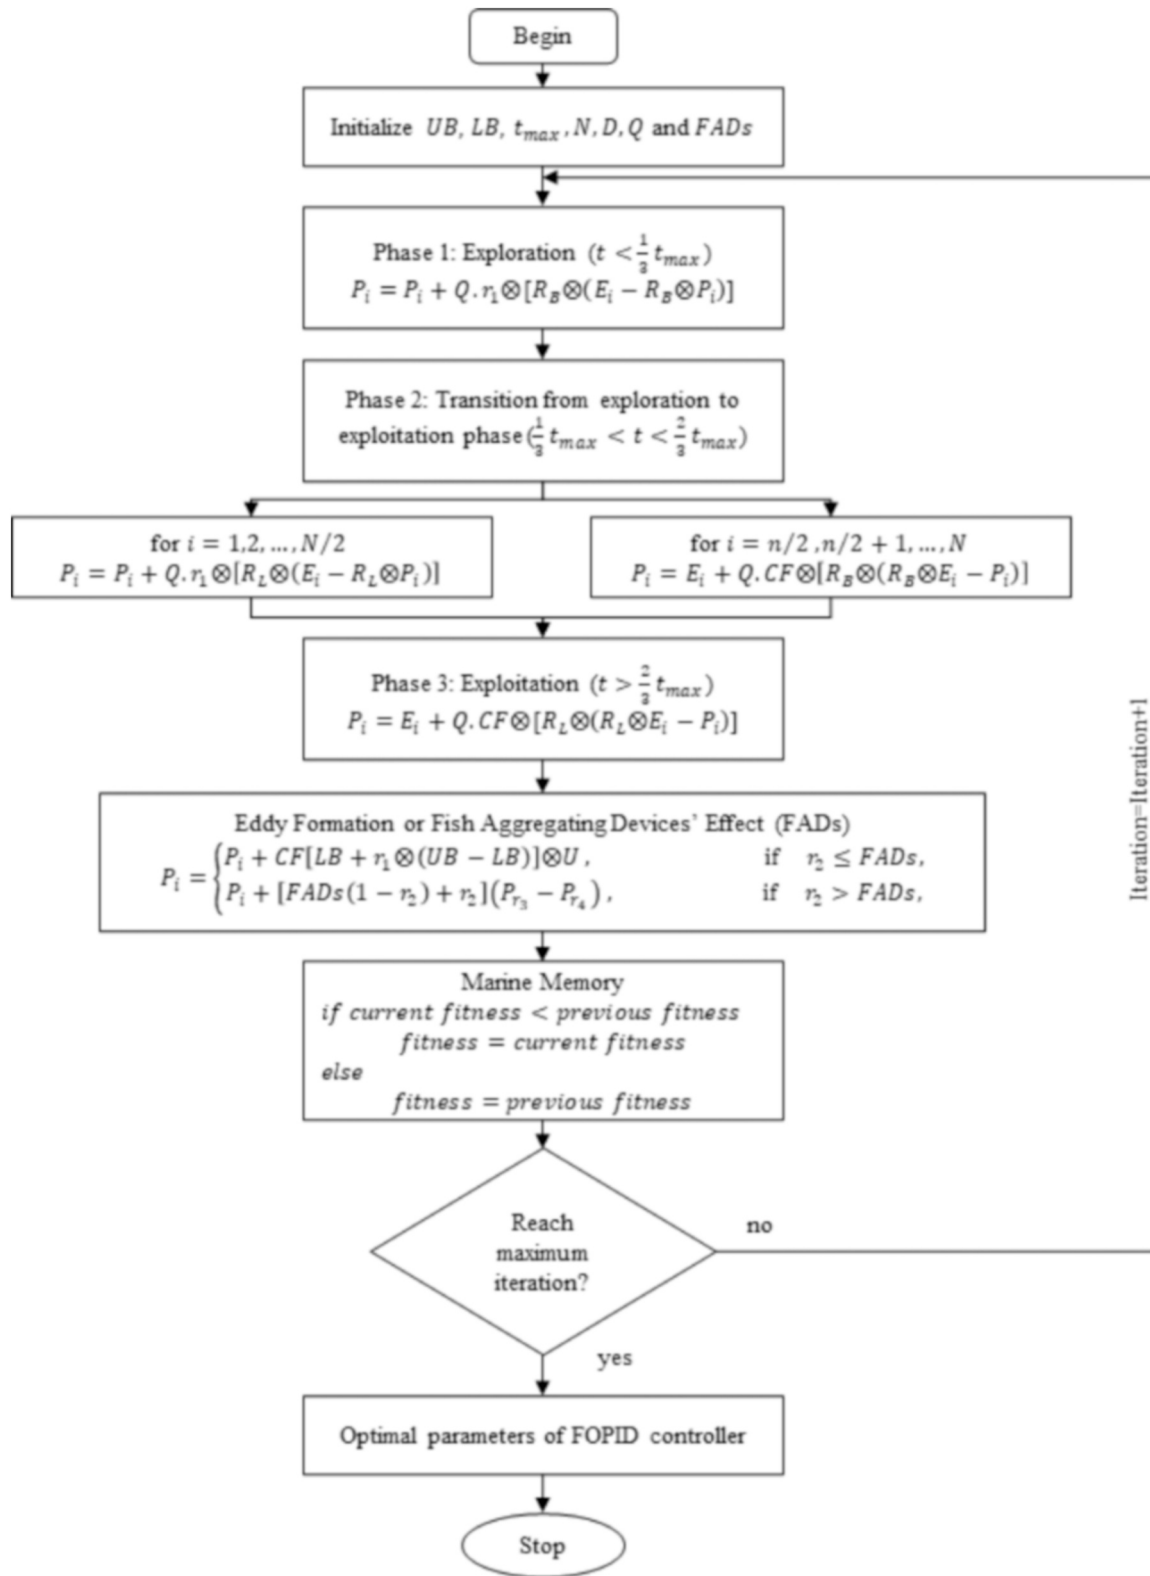 Begin
Initialize UB, LB, t_max, N, D, Q and FADs
Phase 1: Exploration (t < 1/3 t_max)
P_i = P_i + Q.r_1⊗[R_B⊗(E_i − R_B⊗P_i)]
Phase 2: Transition from exploration to
exploitation phase (1/3 t_max < t < 2/3 t_max)
for i = 1,2, ..., N/2
P_i = P_i + Q.r_1⊗[R_L⊗(E_i − R_L⊗P_i)]
for i = n/2 ,n/2 + 1, ..., N
P_i = E_i + Q.CF⊗[R_B⊗(R_B⊗E_i − P_i)]
Phase 3: Exploitation (t > 2/3 t_max)
P_i = E_i + Q.CF⊗[R_L⊗(R_L⊗E_i − P_i)]
Iteration=Iteration+1
Eddy Formation or Fish Aggregating Devices' Effect (FADs)
P_i = {P_i + CF[LB + r_1⊗(UB − LB)]⊗U , if r_2 ≤ FADs,
P_i + [FADs(1 − r_2) + r_2](P_r_3 − P_r_4) , if r_2 > FADs,
Marine Memory
if current fitness < previous fitness
fitness = current fitness
else
fitness = previous fitness
Reach
maximum
iteration?
no
yes
Optimal parameters of FOPID controller
Stop